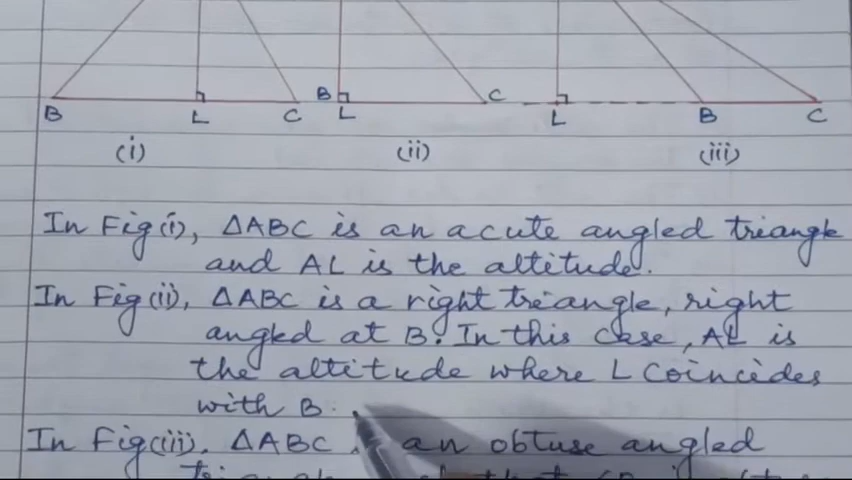 B L C B L C L B C
(i) (ii) (iii)
In Fig(i), ΔABC is an acute angled triangle
and AL is the altitude.
In Fig(ii), ΔABC is a right triangle, right
angled at B. In this case, AL is
the altitude where L coincides
with B.
In Fig(iii). ΔABC an obtuse angled